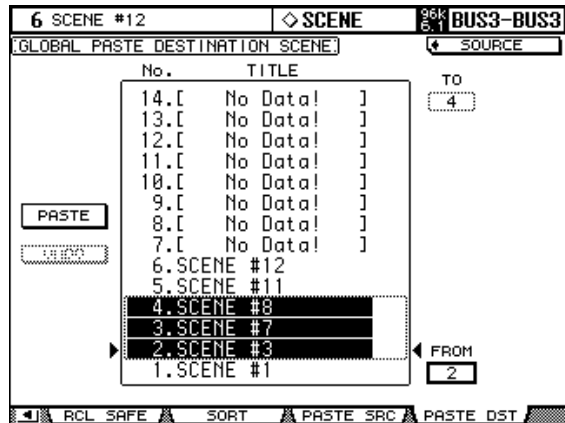 6 SCENE #12
◇SCENE
96k 6.1 BUS3-BUS3
GLOBAL PASTE DESTINATION SCENE
SOURCE
No. TITLE
TO
4
14.[ No Data! ]
13.[ No Data! ]
12.[ No Data! ]
11.[ No Data! ]
10.[ No Data! ]
9.[ No Data! ]
8.[ No Data! ]
7.[ No Data! ]
6.SCENE #12
5.SCENE #11
4.SCENE #8
3.SCENE #7
2.SCENE #3
1.SCENE #1
PASTE
UNDO
FROM
2
RCL SAFE
SORT
PASTE SRC
PASTE DST